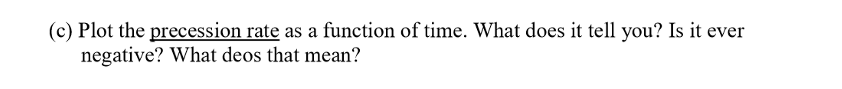 (c) Plot the precession rate as a function of time. What does it tell you? Is it ever
negative? What deos that mean?